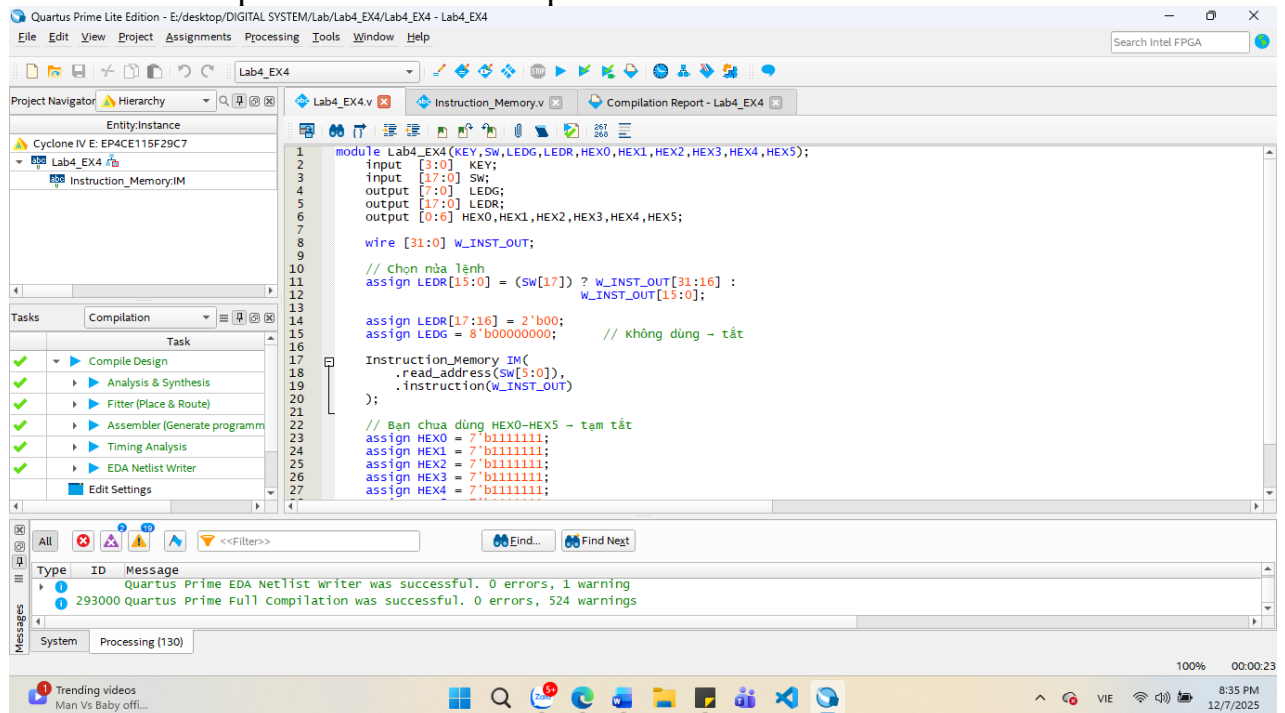 Quartus Prime Lite Edition - E:/desktop/DIGITAL SYSTEM/Lab/Lab4_EX4/Lab4_EX4 - Lab4_EX4
File Edit View Project Assignments Processing Tools Window Help
Search Intel FPGA
Lab4_EX4
Project Navigator Hierarchy
Entity:Instance
Cyclone IV E: EP4CE115F29C7
Lab4_EX4
Instruction_Memory:IM
Lab4_EX4.v Instruction_Memory.v Compilation Report - Lab4_EX4
267
268
1 module Lab4_EX4(KEY,SW,LEDG,LEDR,HEX0,HEX1,HEX2,HEX3,HEX4,HEX5);
2 input [3:0] KEY;
3 input [17:0] SW;
4 output [7:0] LEDG;
5 output [17:0] LEDR;
6 output [0:6] HEX0,HEX1,HEX2,HEX3,HEX4,HEX5;
7
8 wire [31:0] W_INST_OUT;
9
10 // Chọn nửa lệnh
11 assign LEDR[15:0] = (SW[17]) ? W_INST_OUT[31:16] :
12 W_INST_OUT[15:0];
13
14 assign LEDR[17:16] = 2'b00;
15 assign LEDG = 8'b00000000; // Không dùng → tắt
16
17 Instruction_Memory IM(
18 .read_address(SW[5:0]),
19 .instruction(W_INST_OUT)
20 );
21
22 // Bạn chưa dùng HEX0–HEX5 → tạm tắt
23 assign HEX0 = 7'b1111111;
24 assign HEX1 = 7'b1111111;
25 assign HEX2 = 7'b1111111;
26 assign HEX3 = 7'b1111111;
27 assign HEX4 = 7'b1111111;
Tasks Compilation
Task
Compile Design
Analysis & Synthesis
Fitter (Place & Route)
Assembler (Generate programm
Timing Analysis
EDA Netlist Writer
Edit Settings
All 2 19 <<Filter>> Find... Find Next
Type ID Message
Quartus Prime EDA Netlist Writer was successful. 0 errors, 1 warning
293000 Quartus Prime Full Compilation was successful. 0 errors, 524 warnings
Messages
System Processing (130)
100% 00:00:23
1 Trending videos
Man Vs Baby offi...
Zalo 5+
VIE
8:35 PM
12/7/2025